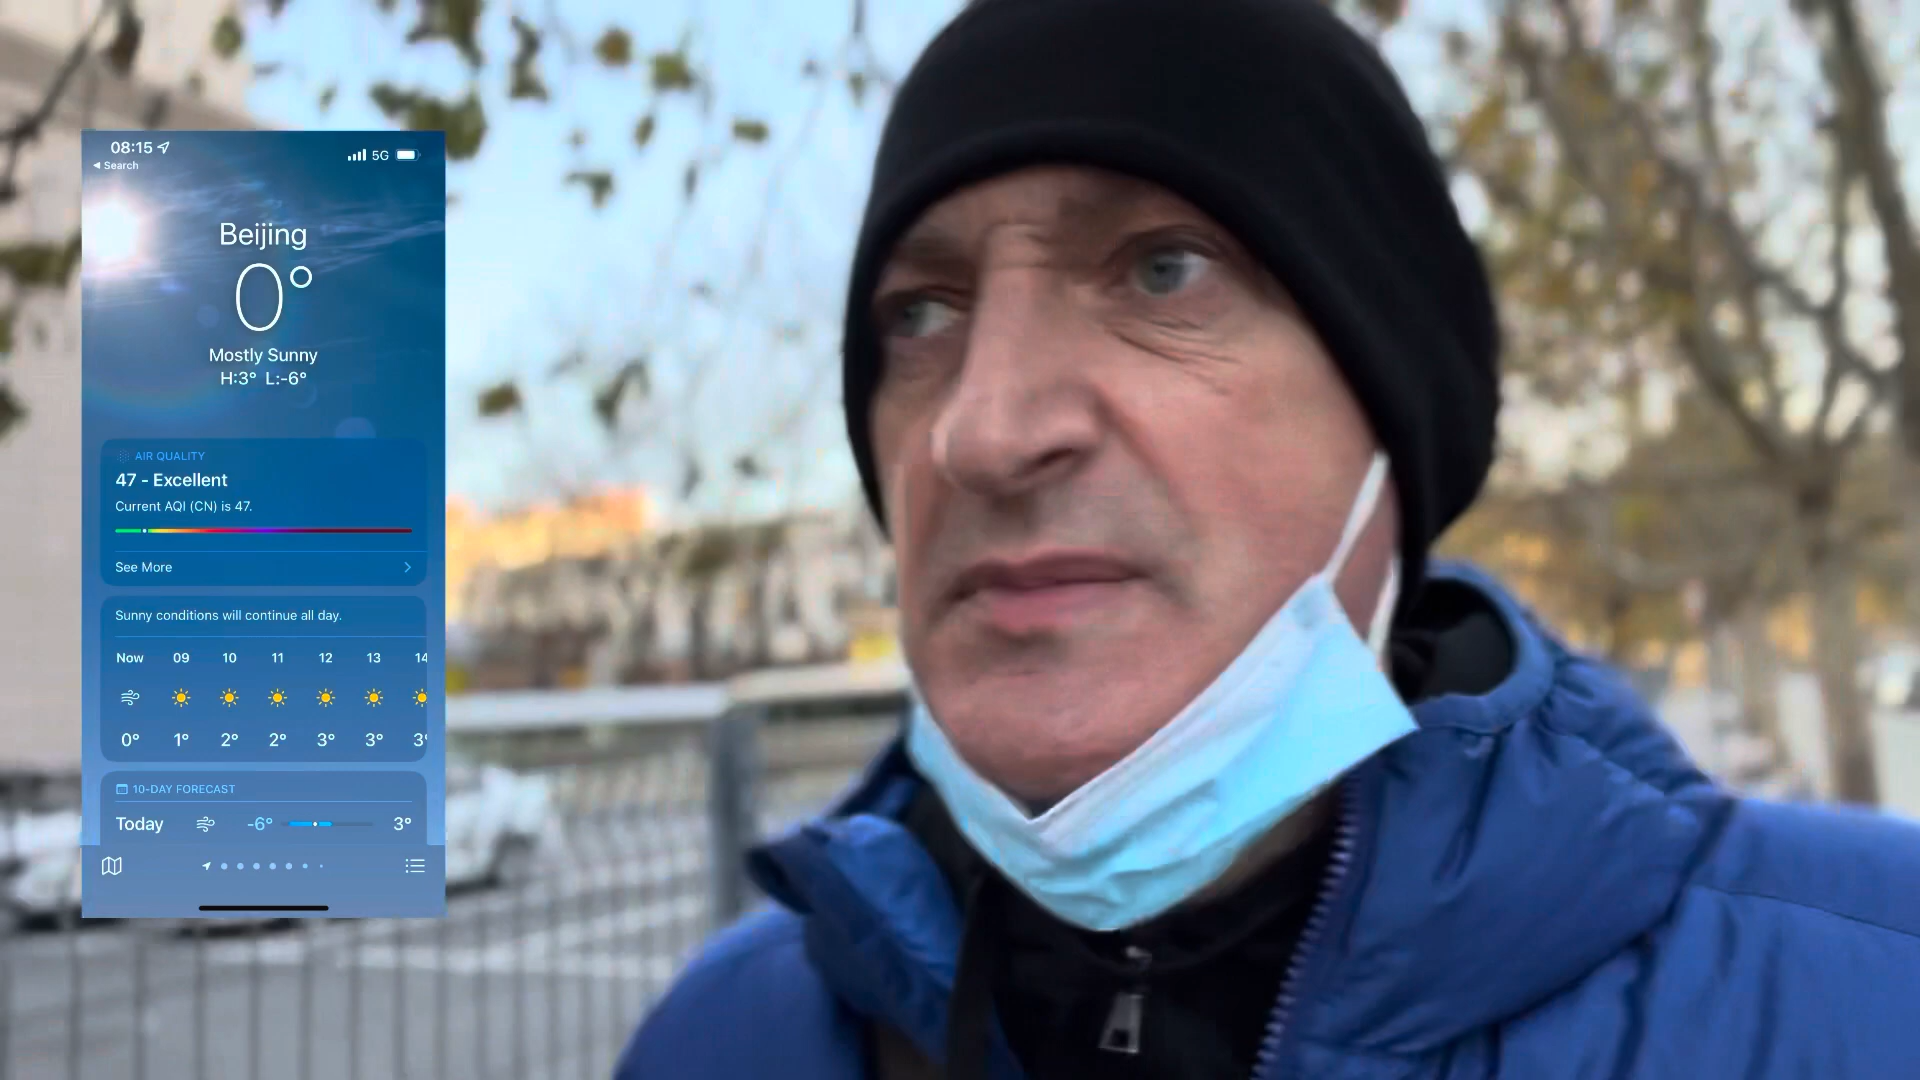 08:15
5G
◀ Search
Beijing
0°
Mostly Sunny
H:3° L:-6°
AIR QUALITY
47 - Excellent
Current AQI (CN) is 47.
See More
Sunny conditions will continue all day.
Now 09 10 11 12 13 14
0° 1° 2° 2° 3° 3° 3°
10-DAY FORECAST
Today -6° 3°